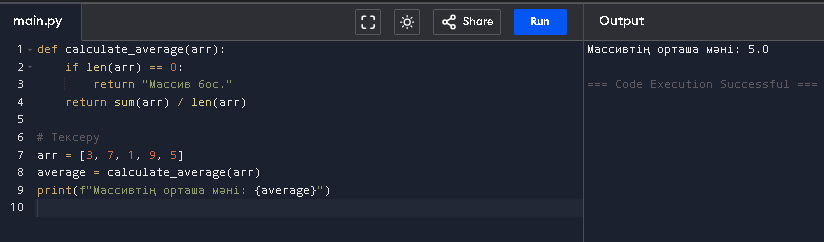 main.py
Share
Run
Output
1 def calculate_average(arr):
2 if len(arr) == 0:
3 return "Массив бос."
4 return sum(arr) / len(arr)
5
6 # Тексеру
7 arr = [3, 7, 1, 9, 5]
8 average = calculate_average(arr)
9 print(f"Массивтің орташа мәні: {average}")
10
Массивтің орташа мәні: 5.0
=== Code Execution Successful ===